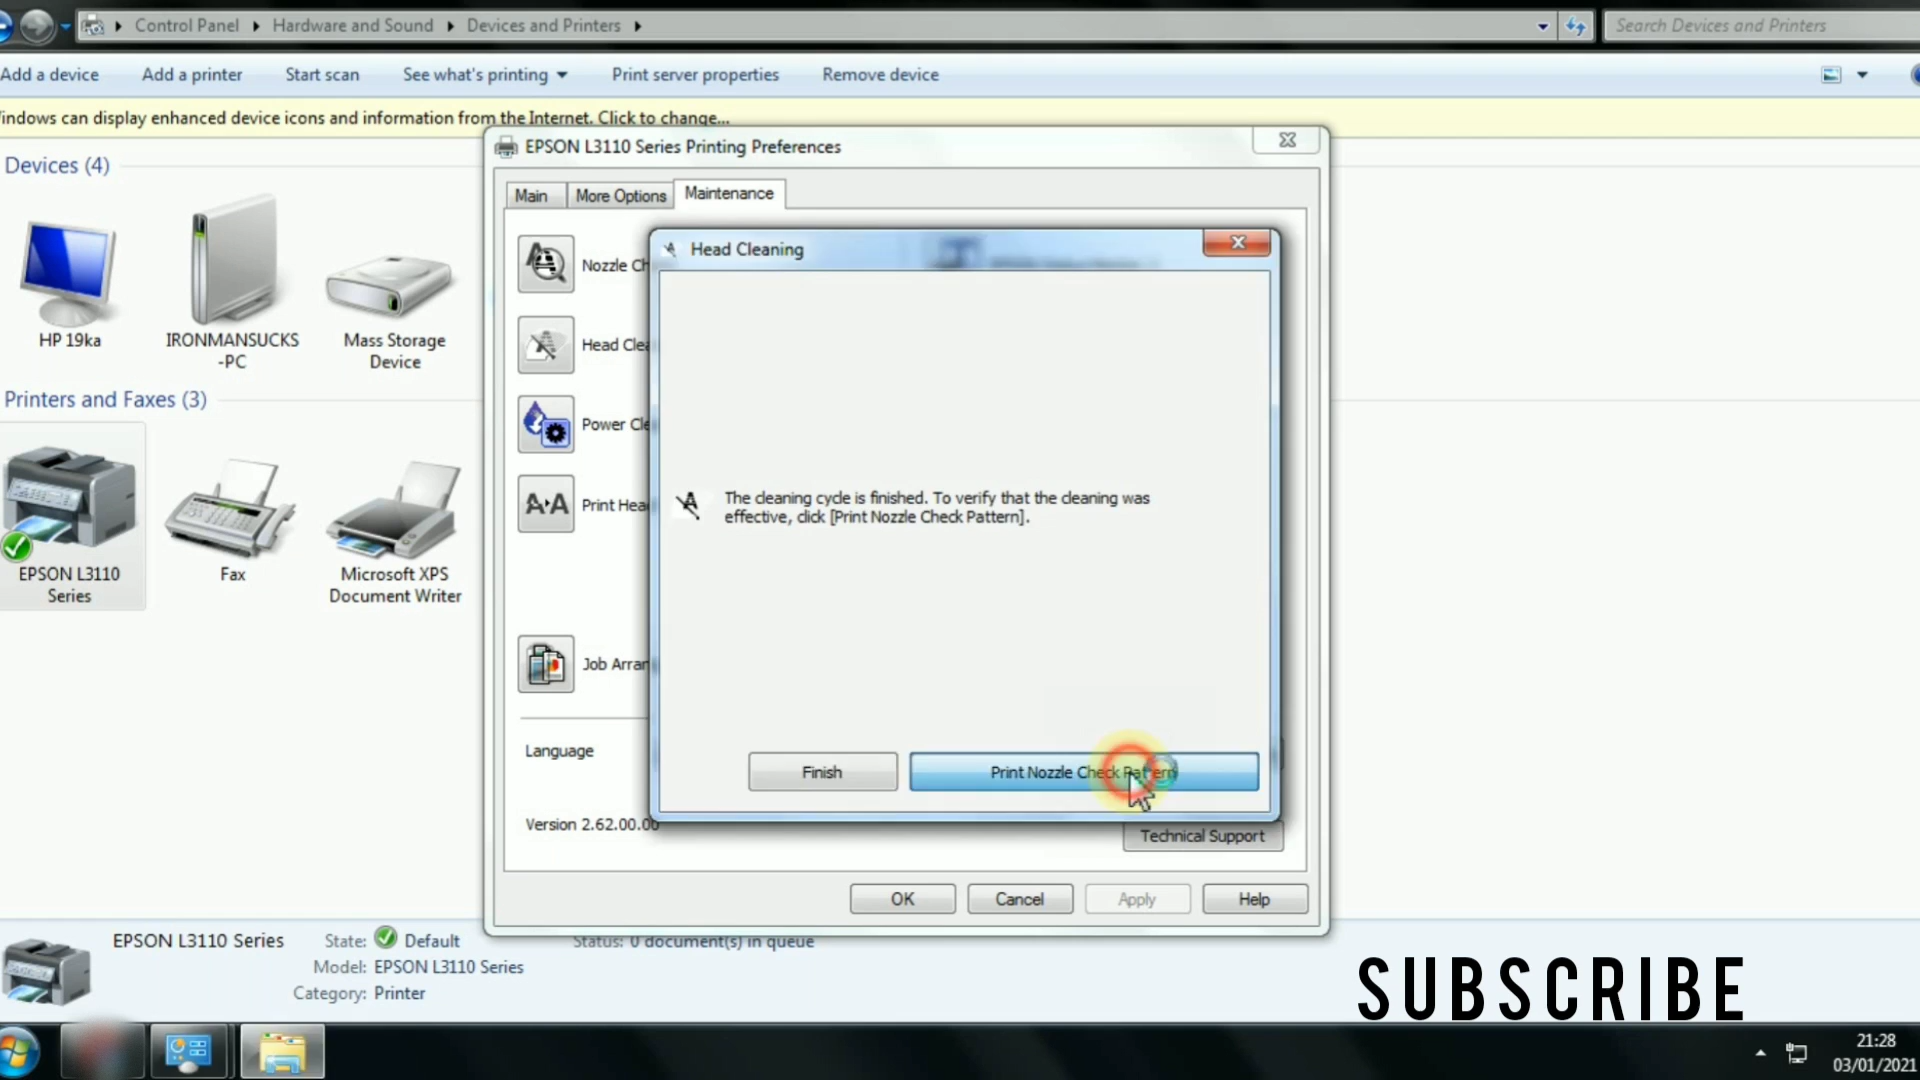 Control Panel Hardware and Sound Devices and Printers
Search Devices and Printers
Add a device Add a printer Start scan See what's printing Print server properties Remove device
indows can display enhanced device icons and information from the Internet. Click to change...
Devices (4)
HP 19ka
IRONMANSUCKS
-PC
Mass Storage
Device
Printers and Faxes (3)
EPSON L3110
Series
Fax
Microsoft XPS
Document Writer
EPSON L3110 Series Printing Preferences
Main More Options Maintenance
Nozzle Ch
Head Clea
Power Cle
Print Hea
Job Arran
Language
Version 2.62.00.00
Head Cleaning
The cleaning cycle is finished. To verify that the cleaning was
effective, click [Print Nozzle Check Pattern].
Finish Print Nozzle Check Pattern
Technical Support
OK Cancel Apply Help
EPSON L3110 Series State: Default Status: 0 document(s) in queue
Model: EPSON L3110 Series
Category: Printer
SUBSCRIBE
21:28
03/01/2021